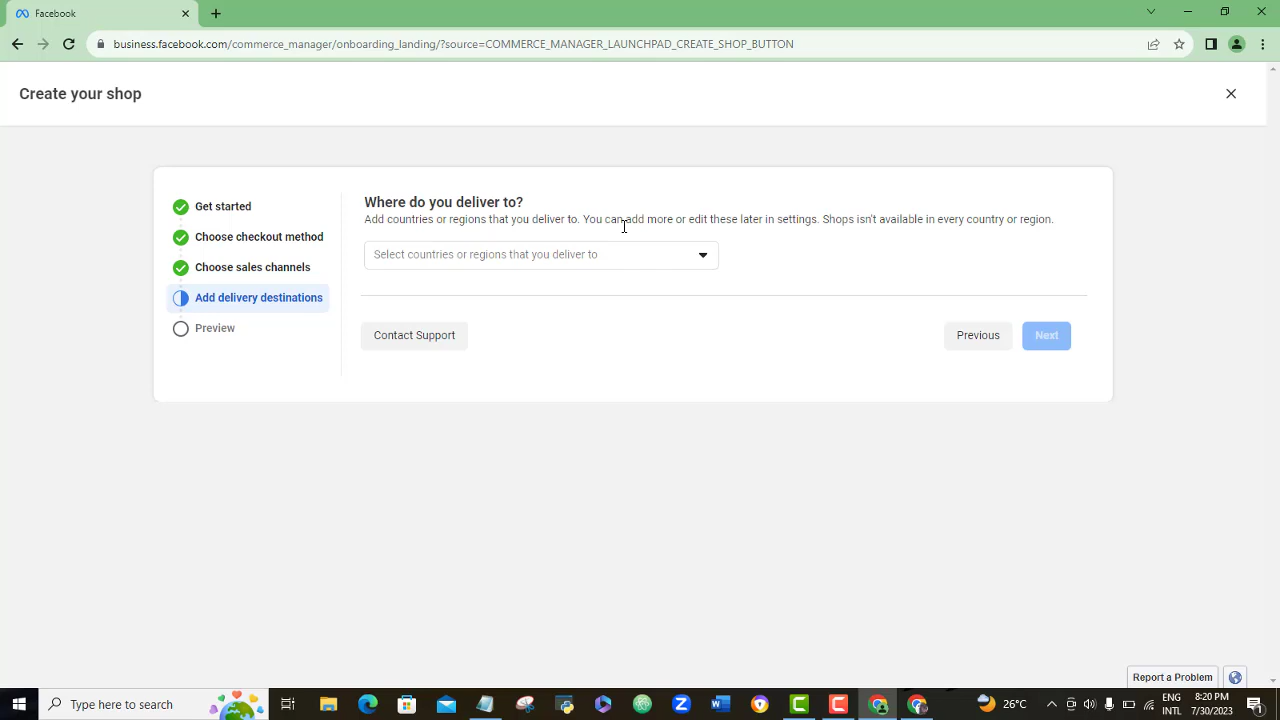 Facebook
business.facebook.com/commerce_manager/onboarding_landing/?source=COMMERCE_MANAGER_LAUNCHPAD_CREATE_SHOP_BUTTON
Create your shop
Get started
Choose checkout method
Choose sales channels
Add delivery destinations
Preview
Where do you deliver to?
Add countries or regions that you deliver to. You can add more or edit these later in settings. Shops isn't available in every country or region.
Select countries or regions that you deliver to
Contact Support
Previous
Next
Report a Problem
Type here to search
26°C
ENG
INTL
8:20 PM
7/30/2023
1